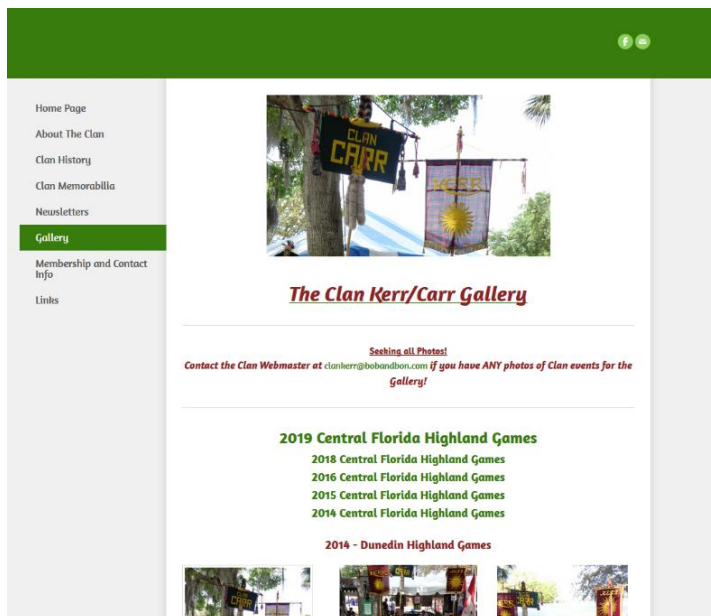 Home Page
About The Clan
Clan History
Clan Memorabilia
Newsletters
Gallery
Membership and Contact
Info
Links
CLAN
CARR
KERR
The Clan Kerr/Carr Gallery
Seeking all Photos!
Contact the Clan Webmaster at clankerr@bobandbon.com if you have ANY photos of Clan events for the
Gallery!
2019 Central Florida Highland Games
2018 Central Florida Highland Games
2016 Central Florida Highland Games
2015 Central Florida Highland Games
2014 Central Florida Highland Games
2014 - Dunedin Highland Games
CLAN
CARR